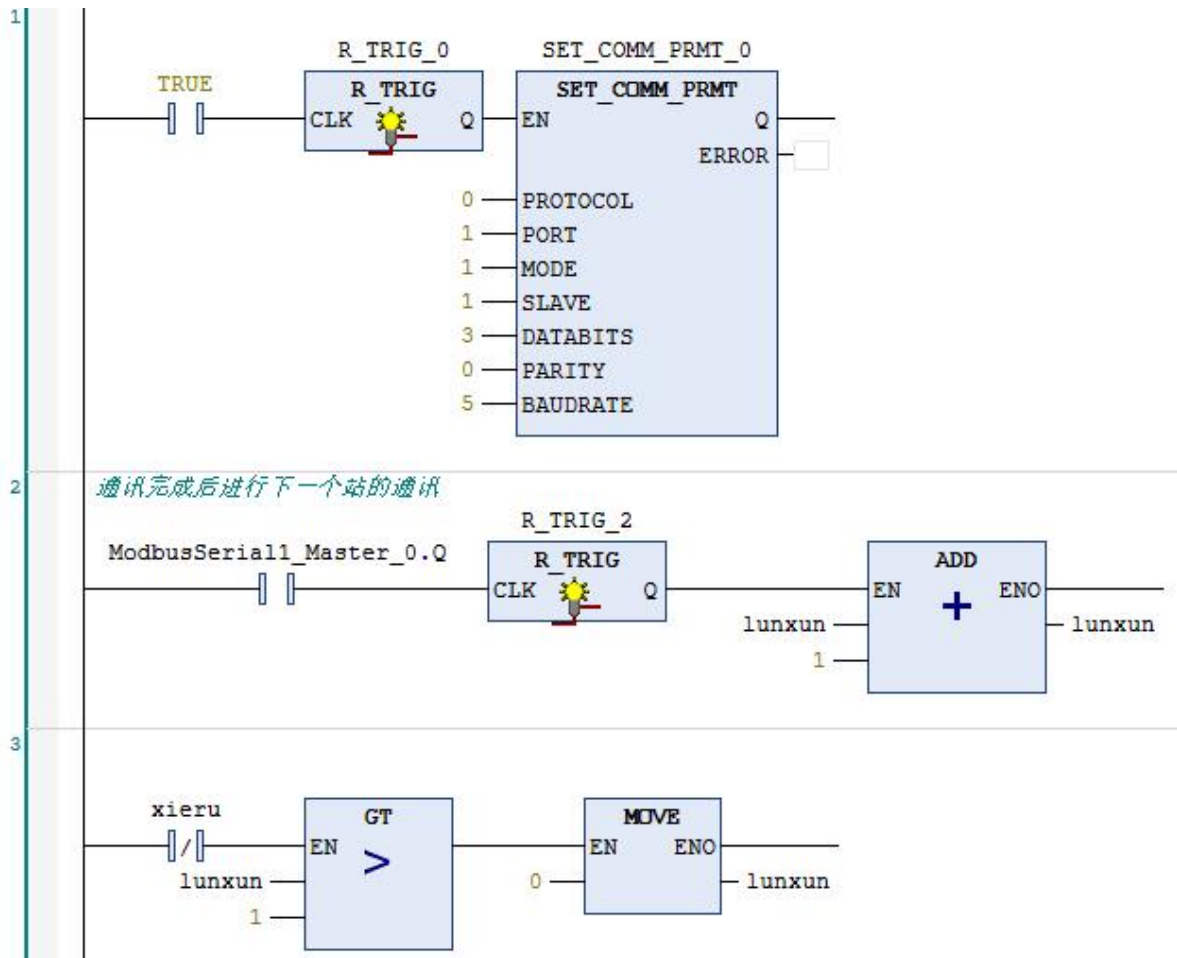 1
R_TRIG_0 SET_COMM_PRMT_0
TRUE R_TRIG SET_COMM_PRMT
CLK Q EN Q
ERROR
0 PROTOCOL
1 PORT
1 MODE
1 SLAVE
3 DATABITS
0 PARITY
5 BAUDRATE
2 通讯完成后进行下一个站的通讯
R_TRIG_2
ModbusSerial1_Master_0.Q R_TRIG ADD
CLK Q EN ENO
lunxun + lunxun
1
3
xieru GT MOVE
/ EN > EN ENO
lunxun 0 lunxun
1